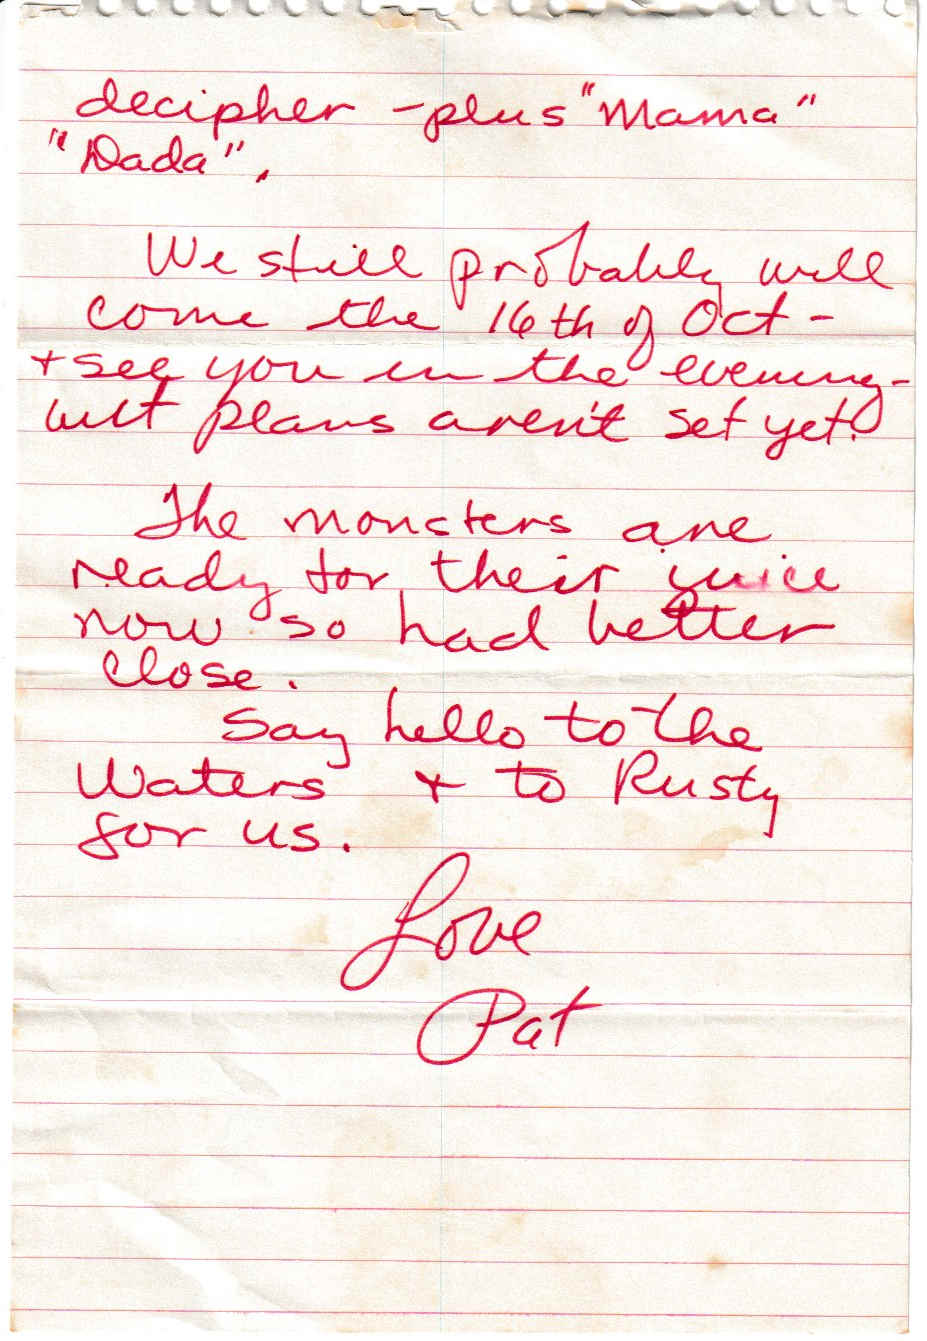 decipher - plus "Mama"
"Dada".
We still probably will
come the 16th of Oct -
+ see you in the evening -
but plans aren't set yet.
The monsters are
ready for their juice
now so had better
close.
Say hello to the
Waters + to Rusty
for us.
Love
Pat